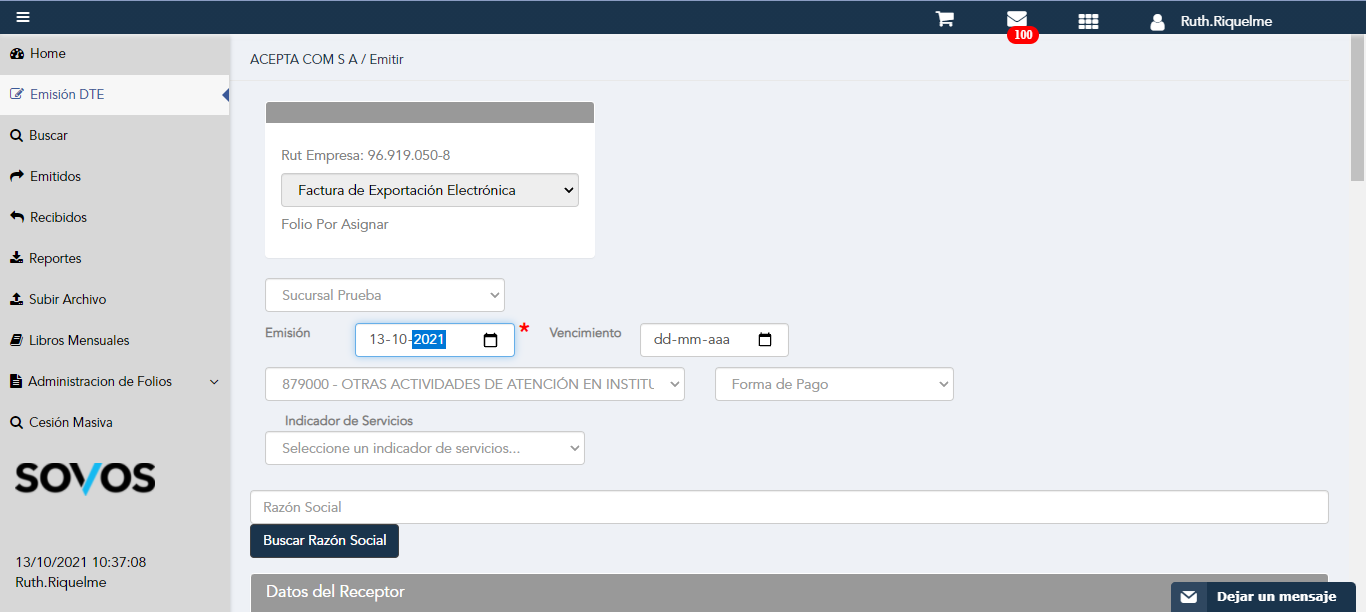 100
Ruth.Riquelme
Home
Emisión DTE
Buscar
Emitidos
Recibidos
Reportes
Subir Archivo
Libros Mensuales
Administracion de Folios
Cesión Masiva
SOVOS
13/10/2021 10:37:08
Ruth.Riquelme
ACEPTA COM S A / Emitir
Rut Empresa: 96.919.050-8
Factura de Exportación Electrónica
Folio Por Asignar
Sucursal Prueba
Emisión 13-10-2021 * Vencimiento dd-mm-aaa
879000 - OTRAS ACTIVIDADES DE ATENCIÓN EN INSTITU Forma de Pago
Indicador de Servicios
Seleccione un indicador de servicios...
Razón Social
Buscar Razón Social
Datos del Receptor
Dejar un mensaje